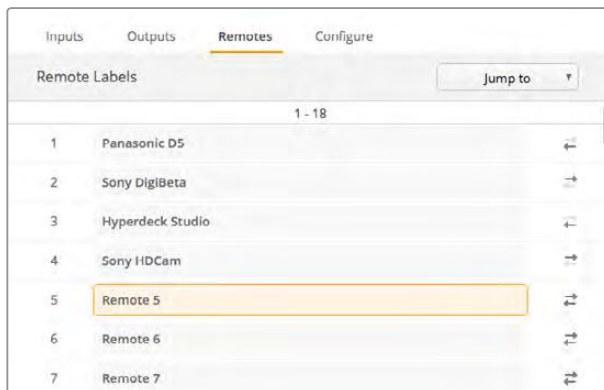 Inputs Outputs Remotes Configure
Remote Labels Jump to
1 - 18
1 Panasonic D5
2 Sony DigiBeta
3 Hyperdeck Studio
4 Sony HDCam
5 Remote 5
6 Remote 6
7 Remote 7